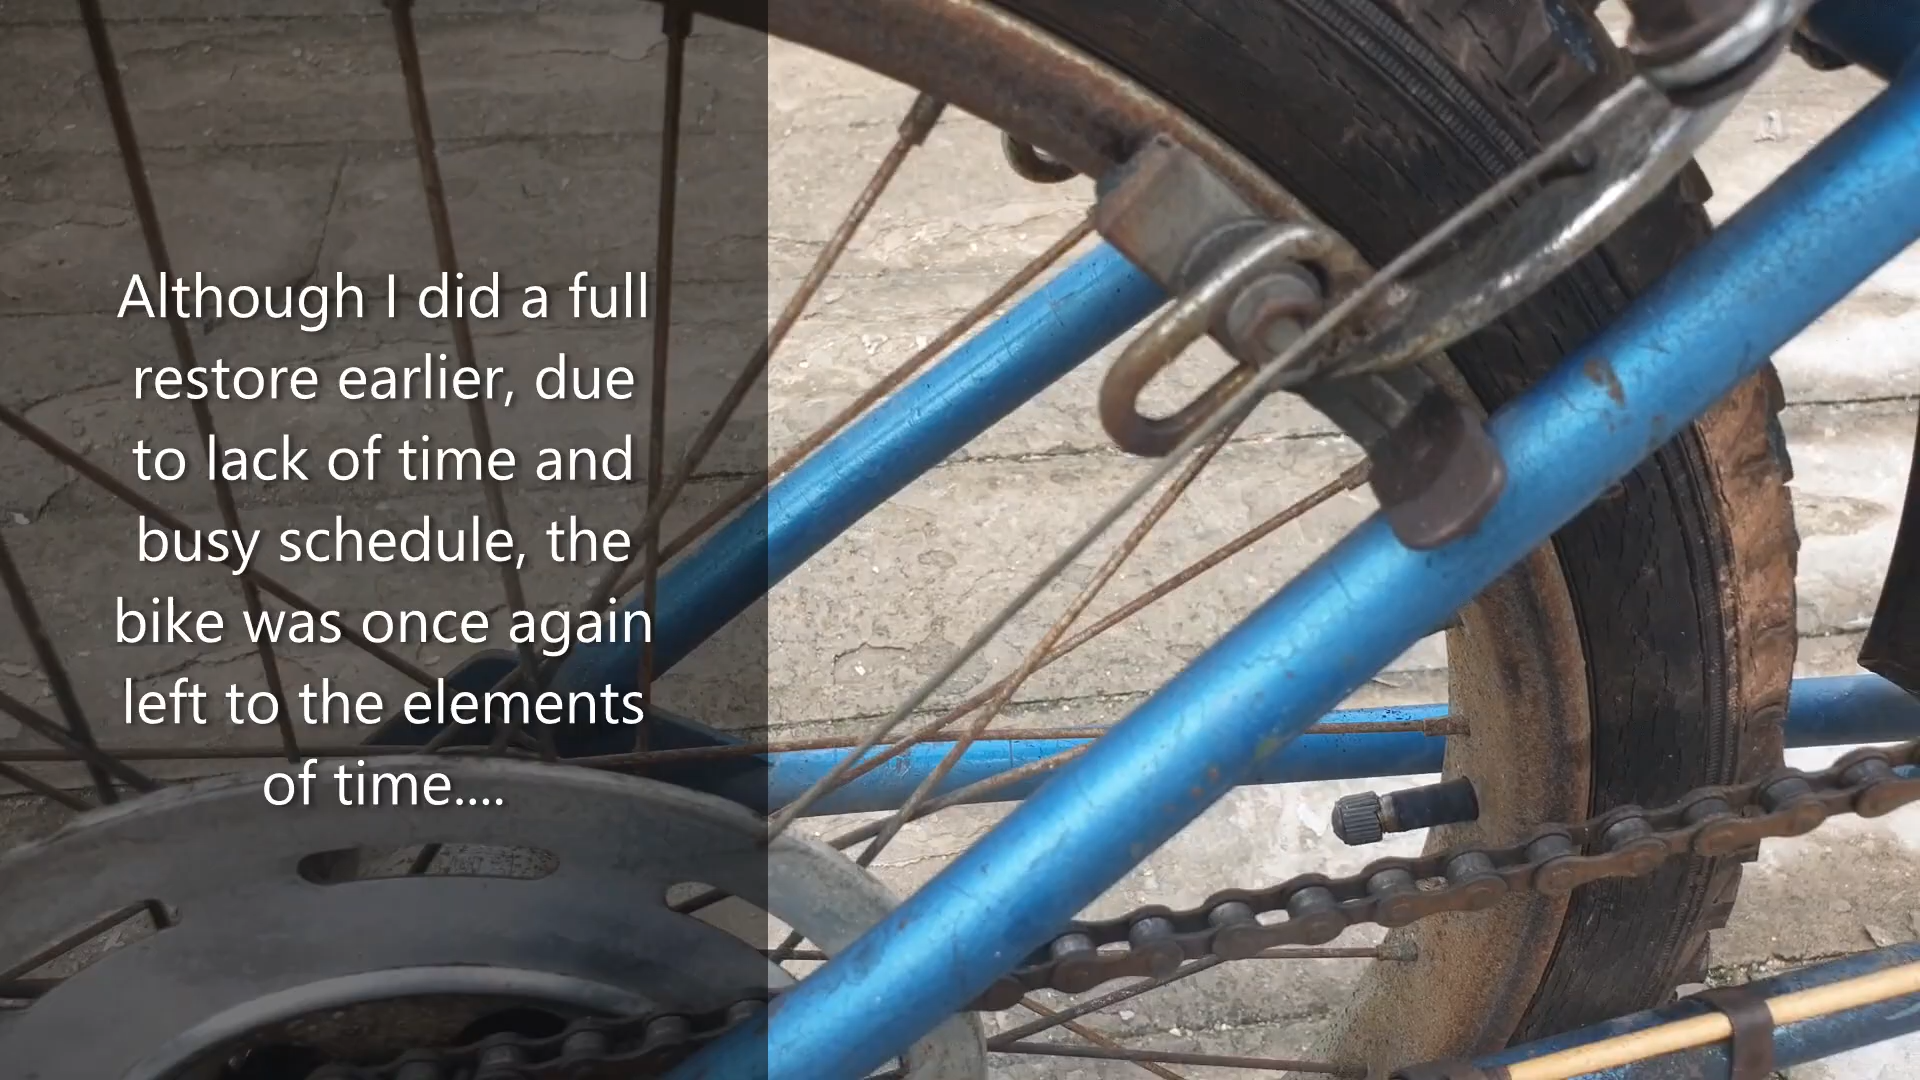 Although I did a full
restore earlier, due
to lack of time and
busy schedule, the
bike was once again
left to the elements
of time....